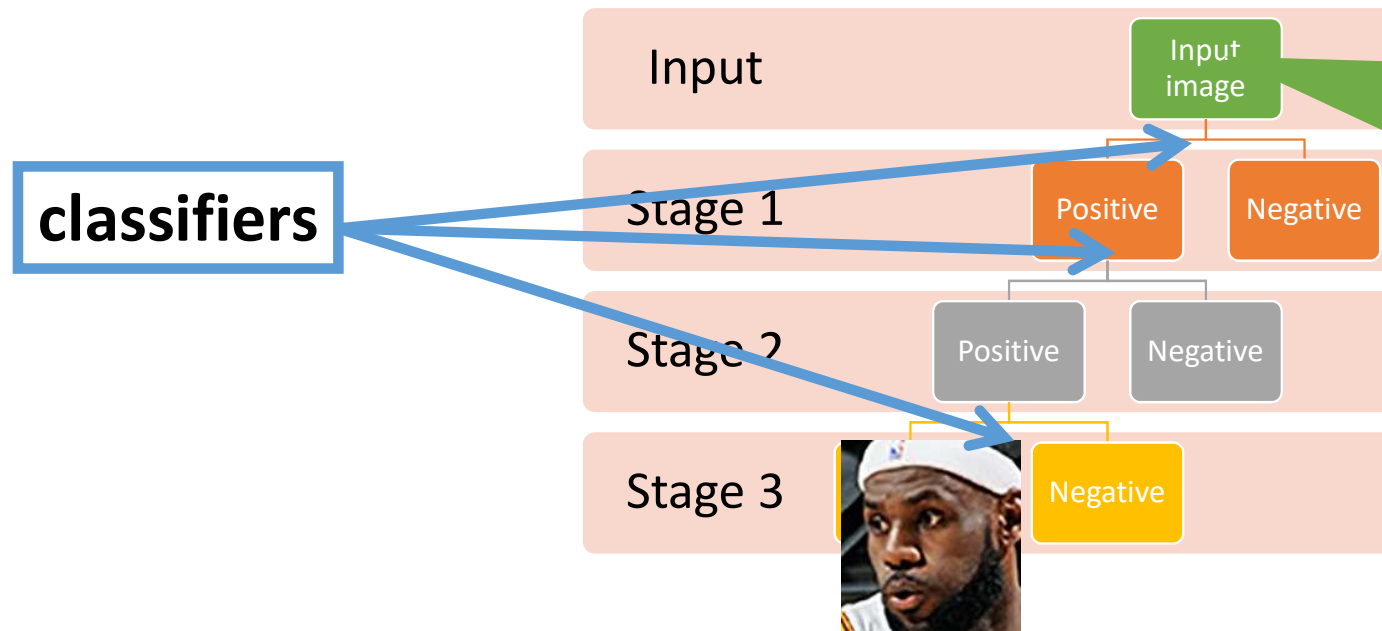 Input
Input
image
classifiers
Stage 1
Positive
Negative
Stage 2
Positive
Negative
Stage 3
Negative